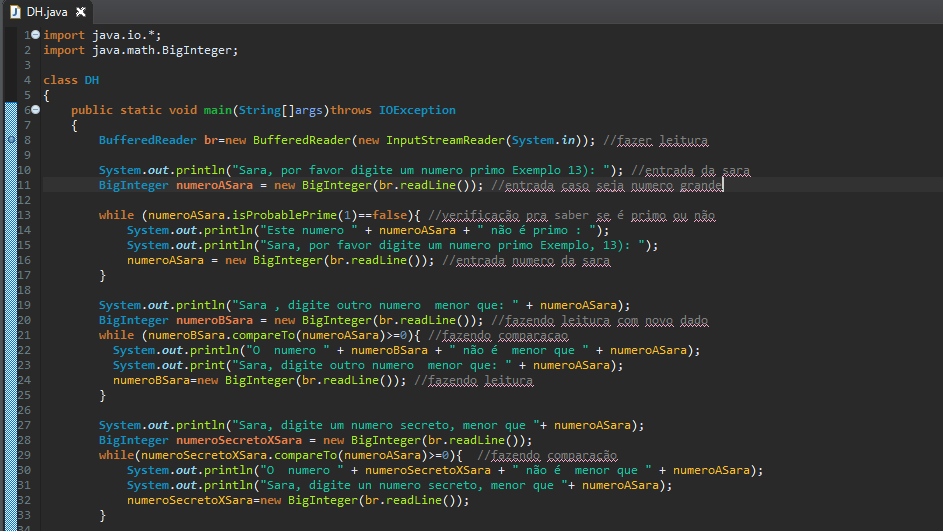 DH.java
1 import java.io.*;
2 import java.math.BigInteger;
3
4 class DH
5 {
6 public static void main(String[]args)throws IOException
7 {
8 BufferedReader br=new BufferedReader(new InputStreamReader(System.in)); //fazer leitura
9
10 System.out.println("Sara, por favor digite um numero primo Exemplo 13): "); //entrada da sara
11 BigInteger numeroASara = new BigInteger(br.readLine()); //entrada caso seja numero grande
12
13 while (numeroASara.isProbablePrime(1)==false){ //verificação pra saber se é primo ou não
14 System.out.println("Este numero " + numeroASara + " não é primo : ");
15 System.out.println("Sara, por favor digite um numero primo Exemplo, 13): ");
16 numeroASara = new BigInteger(br.readLine()); //entrada numero da sara
17 }
18
19 System.out.println("Sara , digite outro numero  menor que: " + numeroASara);
20 BigInteger numeroBSara = new BigInteger(br.readLine()); //fazendo leitura com novo dado
21 while (numeroBSara.compareTo(numeroASara)>=0){ //fazendo comparacao
22 System.out.println("O  numero " + numeroBSara + " não é  menor que " + numeroASara);
23 System.out.print("Sara, digite outro numero  menor que: " + numeroASara);
24 numeroBSara=new BigInteger(br.readLine()); //fazendo leitura
25 }
26
27 System.out.println("Sara, digite um numero secreto, menor que "+ numeroASara);
28 BigInteger numeroSecretoXSara = new BigInteger(br.readLine());
29 while(numeroSecretoXSara.compareTo(numeroASara)>=0){  //fazendo comparação
30 System.out.println("O  numero " + numeroSecretoXSara + " não é  menor que " + numeroASara);
31 System.out.println("Sara, digite un numero secreto, menor que "+ numeroASara);
32 numeroSecretoXSara=new BigInteger(br.readLine());
33 }
34